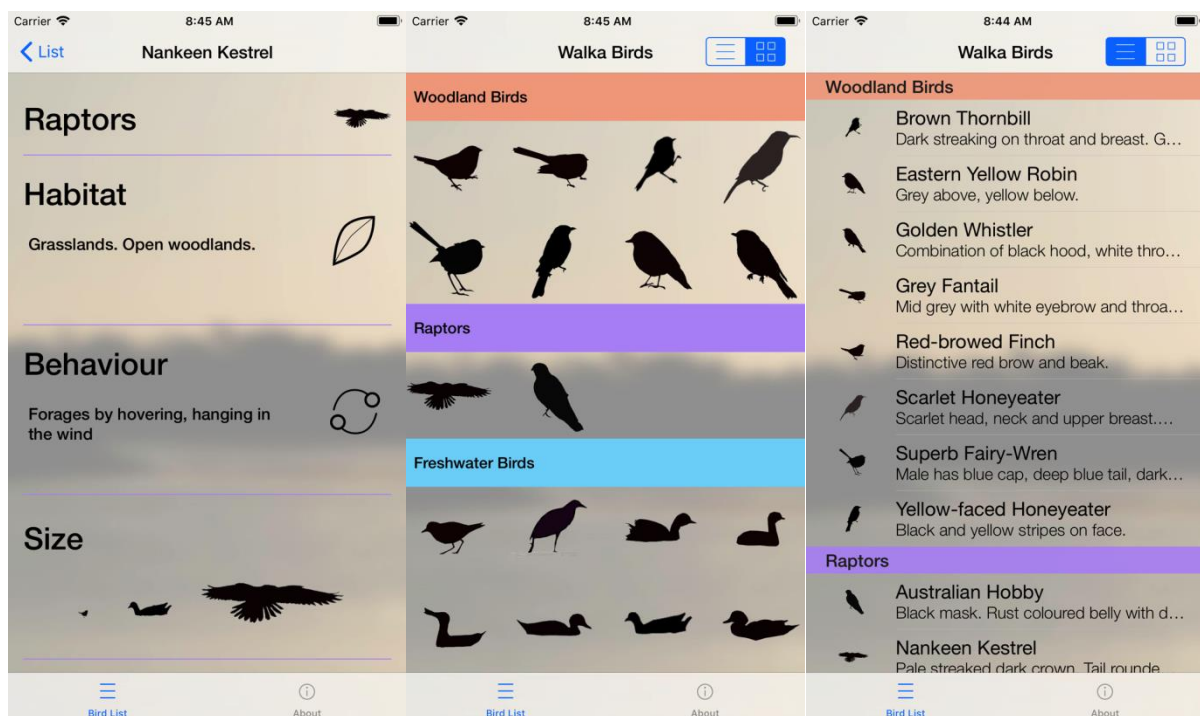 Carrier 8:45 AM
List Nankeen Kestrel
Raptors
Habitat
Grasslands. Open woodlands.
Behaviour
Forages by hovering, hanging in
the wind
Size
Bird List About
Carrier 8:45 AM
Walka Birds
Woodland Birds
Raptors
Freshwater Birds
Bird List About
Carrier 8:44 AM
Walka Birds
Woodland Birds
Brown Thornbill
Dark streaking on throat and breast. G...
Eastern Yellow Robin
Grey above, yellow below.
Golden Whistler
Combination of black hood, white thro...
Grey Fantail
Mid grey with white eyebrow and throa...
Red-browed Finch
Distinctive red brow and beak.
Scarlet Honeyeater
Scarlet head, neck and upper breast....
Superb Fairy-Wren
Male has blue cap, deep blue tail, dark...
Yellow-faced Honeyeater
Black and yellow stripes on face.
Raptors
Australian Hobby
Black mask. Rust coloured belly with d...
Nankeen Kestrel
Pale streaked dark crown. Tail rounde
Bird List About